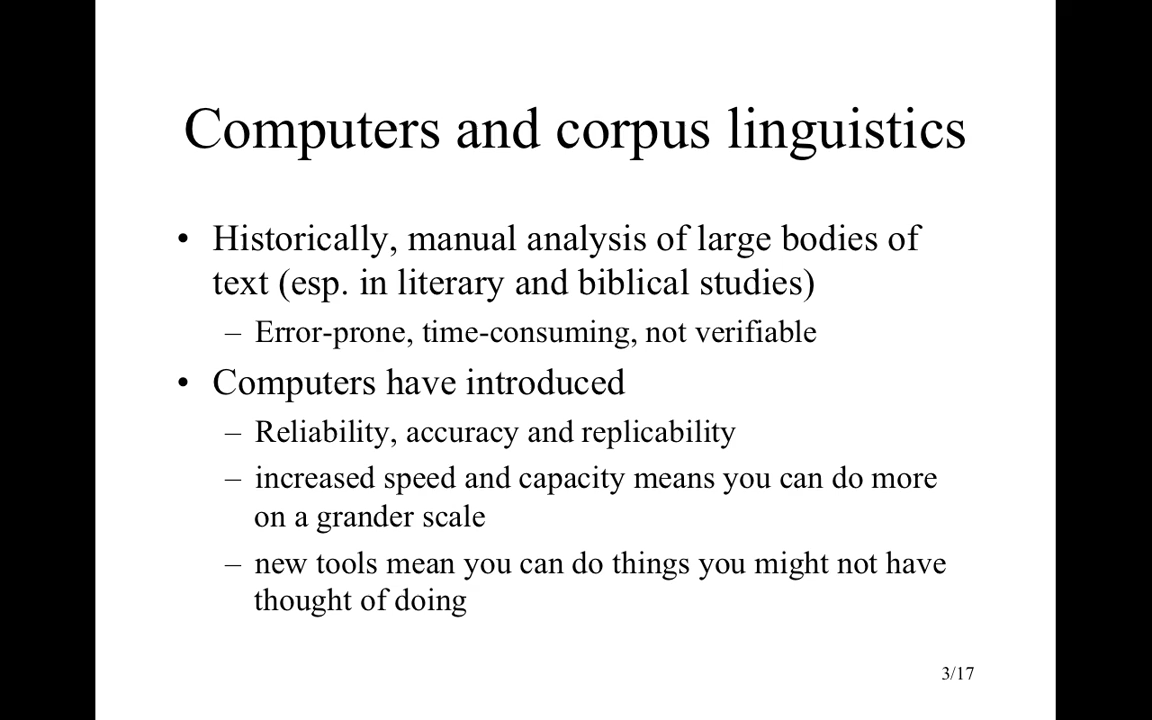 Computers and corpus linguistics
• Historically, manual analysis of large bodies of
text (esp. in literary and biblical studies)
– Error-prone, time-consuming, not verifiable
• Computers have introduced
– Reliability, accuracy and replicability
– increased speed and capacity means you can do more
on a grander scale
– new tools mean you can do things you might not have
thought of doing
3/17